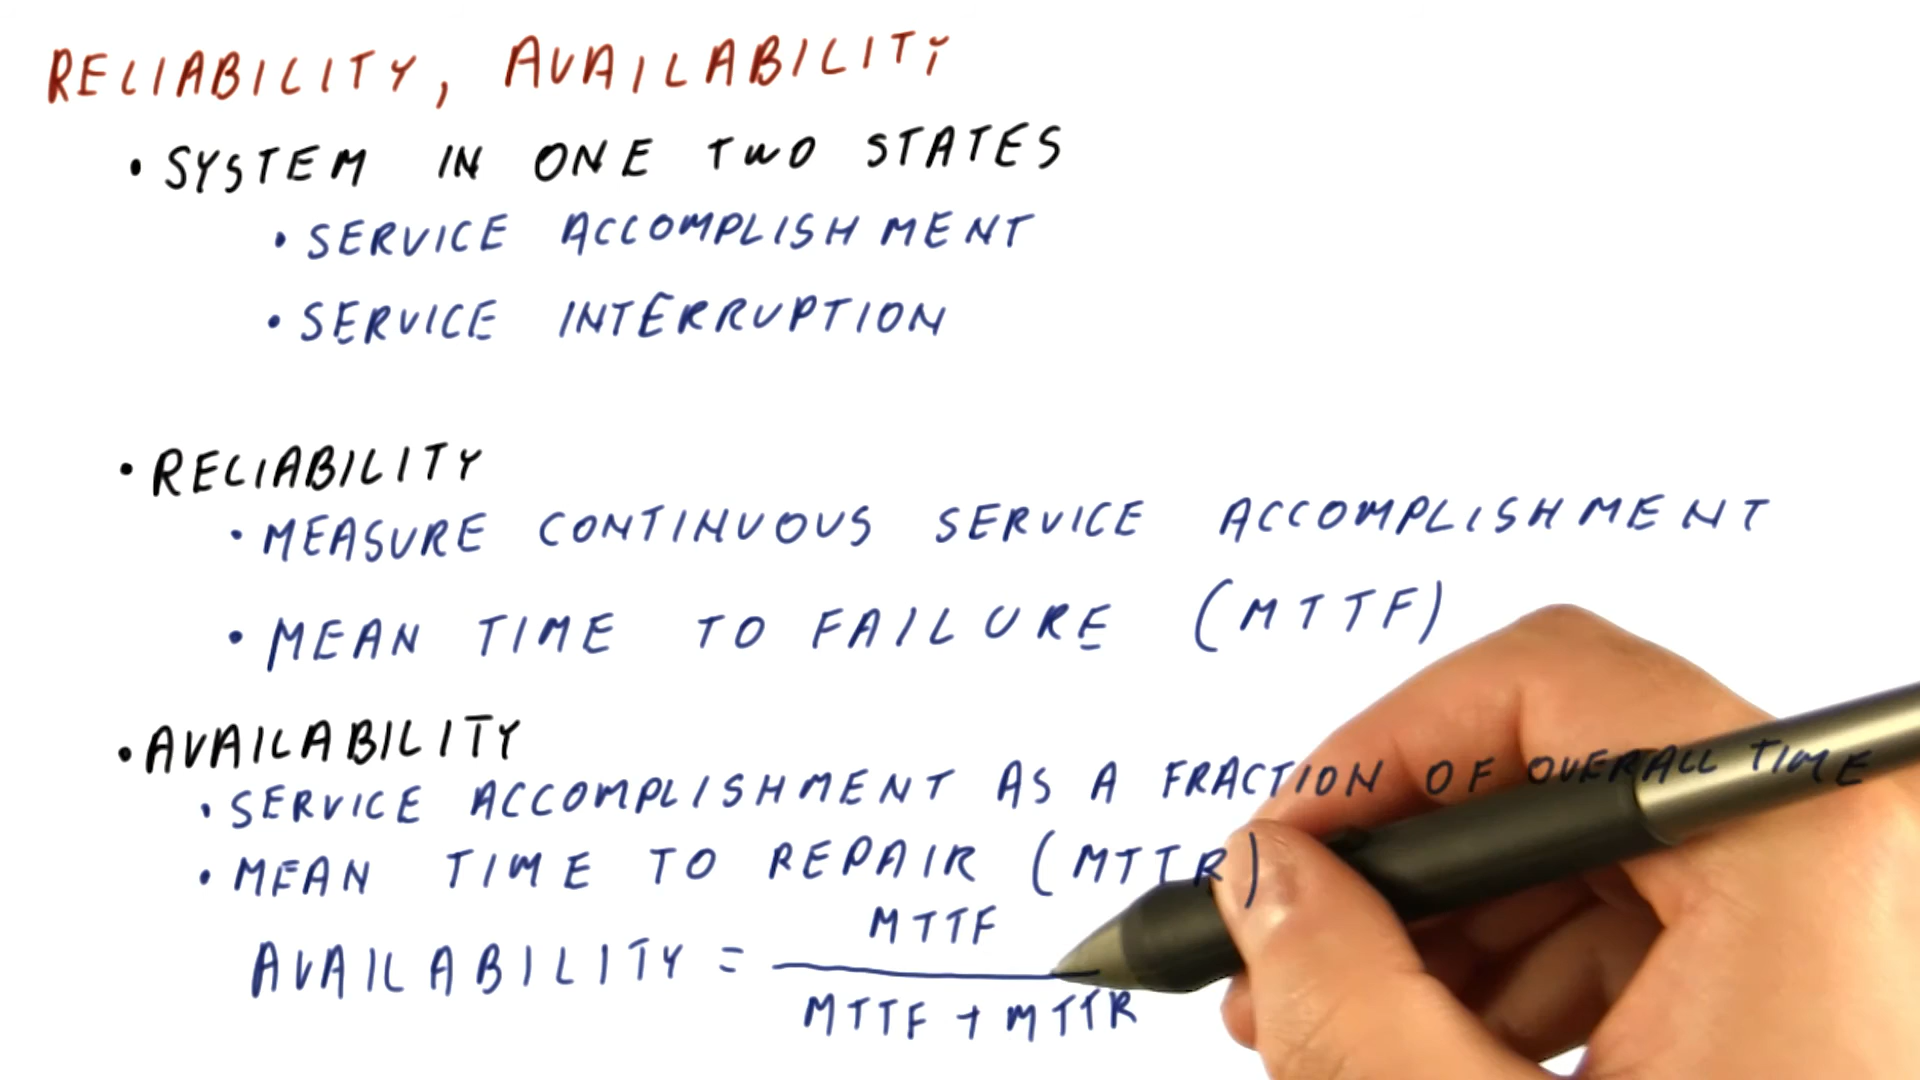 RELIABILITY, AVAILABILITY
• SYSTEM IN ONE TWO STATES
• SERVICE ACCOMPLISHMENT
• SERVICE INTERRUPTION
• RELIABILITY
• MEASURE CONTINUOUS SERVICE ACCOMPLISHMENT
• MEAN TIME TO FAILURE (MTTF)
• AVAILABILITY
• SERVICE ACCOMPLISHMENT AS A FRACTION OF OVERALL TIME
• MEAN TIME TO REPAIR (MTTR)
MTTF
AVAILABILITY =
MTTF + MTTR